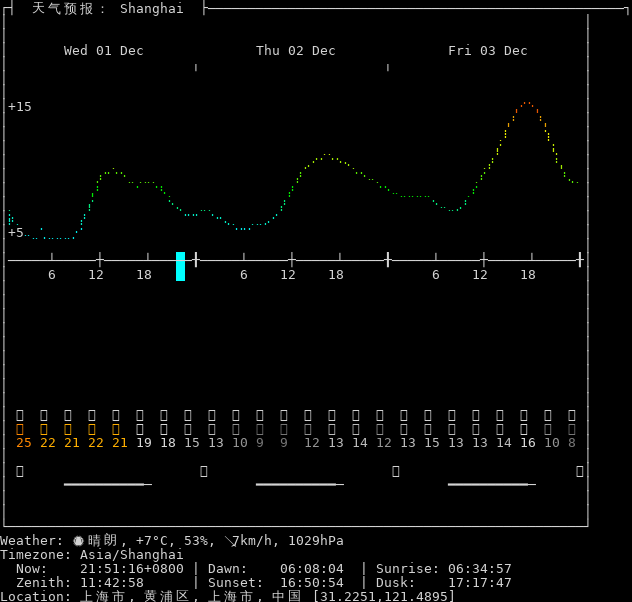 天气预报: Shanghai
Wed 01 Dec Thu 02 Dec Fri 03 Dec
+15
+5
6 12 18 6 12 18 6 12 18
25 22 21 22 21 19 18 15 13 10 9 9 12 13 14 12 13 15 13 13 14 16 10 8
Weather: 晴朗, +7°C, 53%, ↘7km/h, 1029hPa
Timezone: Asia/Shanghai
Now: 21:51:16+0800 | Dawn: 06:08:04 | Sunrise: 06:34:57
Zenith: 11:42:58 | Sunset: 16:50:54 | Dusk: 17:17:47
Location: 上海市, 黄浦区, 上海市, 中国 [31.2251,121.4895]